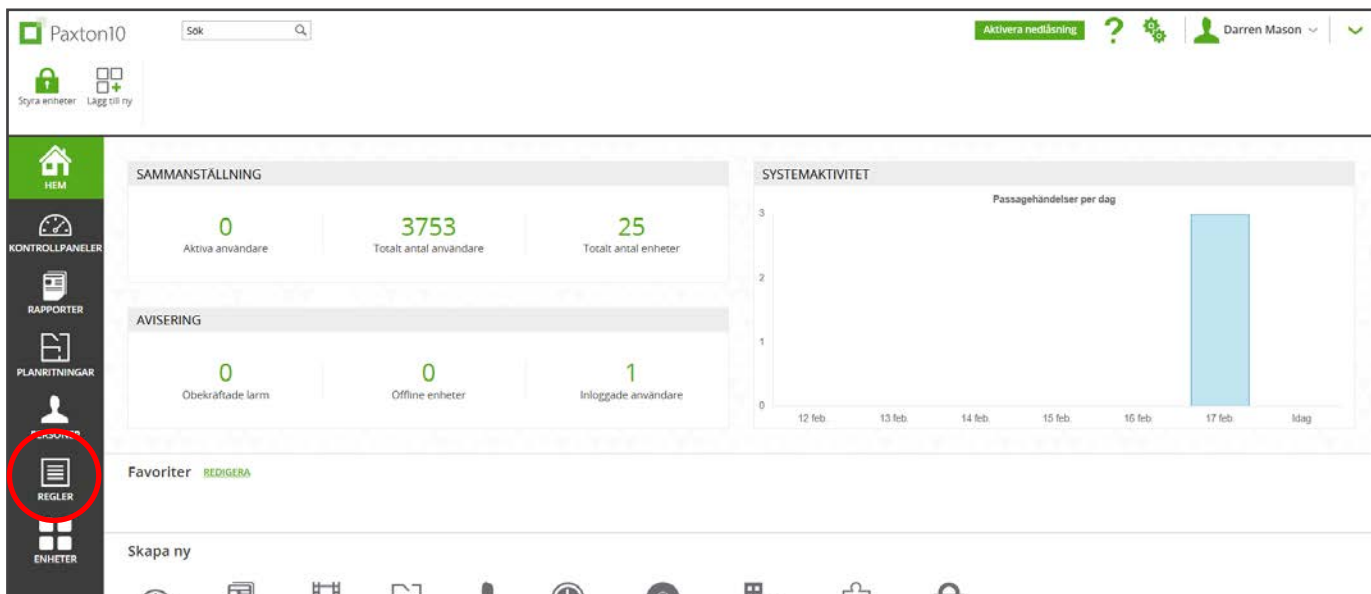 Paxton10
Sök
Aktivera nedlåsning
?
Darren Mason
Styra enheter
Lägg till ny
HEM
KONTROLLPANELER
RAPPORTER
PLANRITNINGAR
PERSONER
REGLER
ENHETER
SAMMANSTÄLLNING
0
3753
25
Aktiva användare
Totalt antal användare
Totalt antal enheter
AVISERING
0
0
1
Obekräftade larm
Offline enheter
Inloggade användare
SYSTEMAKTIVITET
Passagehändelser per dag
3
2
1
0
12 feb.
13 feb.
14 feb.
15 feb.
16 feb.
17 feb.
Idag
Favoriter REDIGERA
Skapa ny